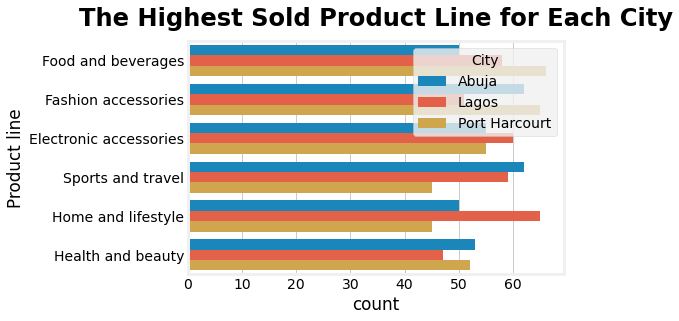 The Highest Sold Product Line for Each City
Product line
Food and beverages
Fashion accessories
Electronic accessories
Sports and travel
Home and lifestyle
Health and beauty
City
Abuja
Lagos
Port Harcourt
0 10 20 30 40 50 60
count